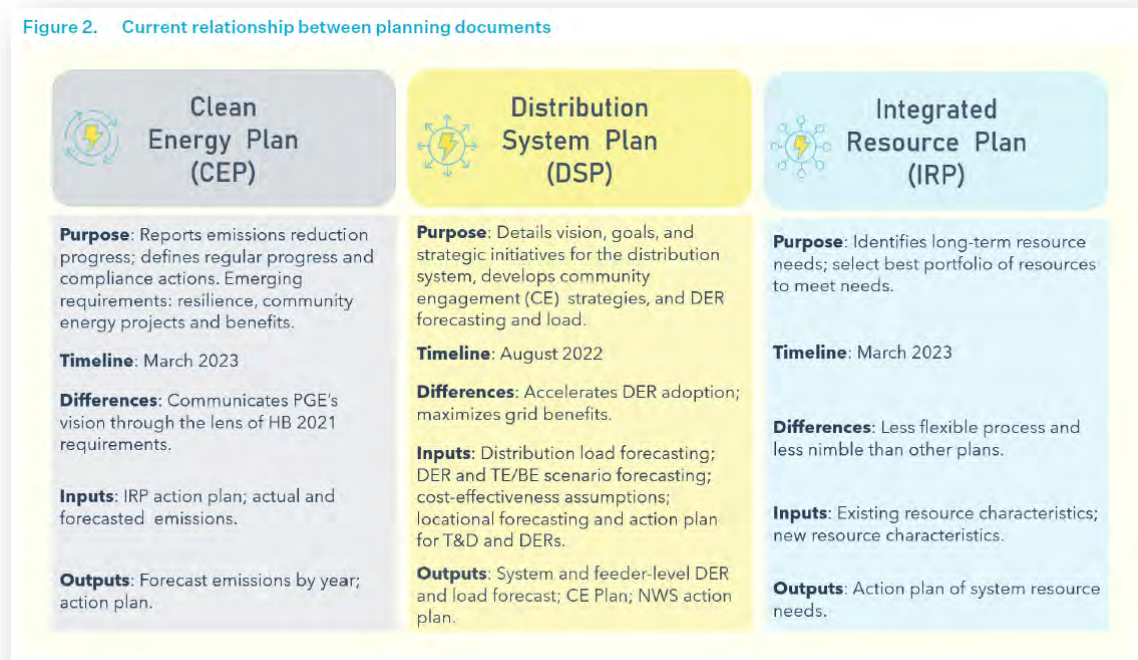 Figure 2. Current relationship between planning documents
Clean
Energy Plan
(CEP)
Purpose: Reports emissions reduction
progress; defines regular progress and
compliance actions. Emerging
requirements: resilience, community
energy projects and benefits.
Timeline: March 2023
Differences: Communicates PGE's
vision through the lens of HB 2021
requirements.
Inputs: IRP action plan; actual and
forecasted emissions.
Outputs: Forecast emissions by year;
action plan.
Distribution
System Plan
(DSP)
Purpose: Details vision, goals, and
strategic initiatives for the distribution
system, develops community
engagement (CE) strategies, and DER
forecasting and load.
Timeline: August 2022
Differences: Accelerates DER adoption;
maximizes grid benefits.
Inputs: Distribution load forecasting;
DER and TE/BE scenario forecasting;
cost-effectiveness assumptions;
locational forecasting and action plan
for T&D and DERs.
Outputs: System and feeder-level DER
and load forecast; CE Plan; NWS action
plan.
Integrated
Resource Plan
(IRP)
Purpose: Identifies long-term resource
needs; select best portfolio of resources
to meet needs.
Timeline: March 2023
Differences: Less flexible process and
less nimble than other plans.
Inputs: Existing resource characteristics;
new resource characteristics.
Outputs: Action plan of system resource
needs.